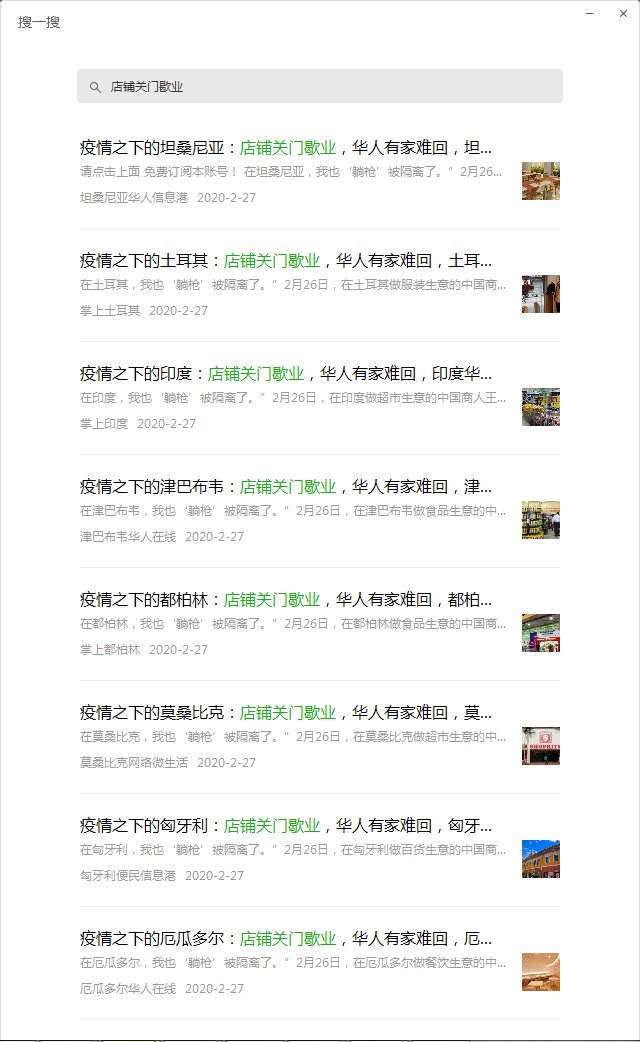 搜一搜
店铺关门歇业
疫情之下的坦桑尼亚：店铺关门歇业，华人有家难回，坦...
请点击上面 免费订阅本账号！ 在坦桑尼亚，我也‘躺枪’被隔离了。”2月26...
坦桑尼亚华人信息港 2020-2-27
疫情之下的土耳其：店铺关门歇业，华人有家难回，土耳...
在土耳其，我也‘躺枪’被隔离了。”2月26日，在土耳其做服装生意的中国商...
掌上土耳其 2020-2-27
疫情之下的印度：店铺关门歇业，华人有家难回，印度华...
在印度，我也‘躺枪’被隔离了。”2月26日，在印度做超市生意的中国商人王...
掌上印度 2020-2-27
疫情之下的津巴布韦：店铺关门歇业，华人有家难回，津...
在津巴布韦，我也‘躺枪’被隔离了。”2月26日，在津巴布韦做食品生意的中...
津巴布韦华人在线 2020-2-27
疫情之下的都柏林：店铺关门歇业，华人有家难回，都柏...
在都柏林，我也‘躺枪’被隔离了。”2月26日，在都柏林做食品生意的中国商...
掌上都柏林 2020-2-27
疫情之下的莫桑比克：店铺关门歇业，华人有家难回，莫...
在莫桑比克，我也‘躺枪’被隔离了。”2月26日，在莫桑比克做超市生意的中...
SHOPRITE
莫桑比克网络微生活 2020-2-27
疫情之下的匈牙利：店铺关门歇业，华人有家难回，匈牙...
在匈牙利，我也‘躺枪’被隔离了。”2月26日，在匈牙利做百货生意的中国商...
匈牙利便民信息港 2020-2-27
疫情之下的厄瓜多尔：店铺关门歇业，华人有家难回，厄...
在厄瓜多尔，我也‘躺枪’被隔离了。”2月26日，在厄瓜多尔做餐饮生意的中...
厄瓜多尔华人在线 2020-2-27